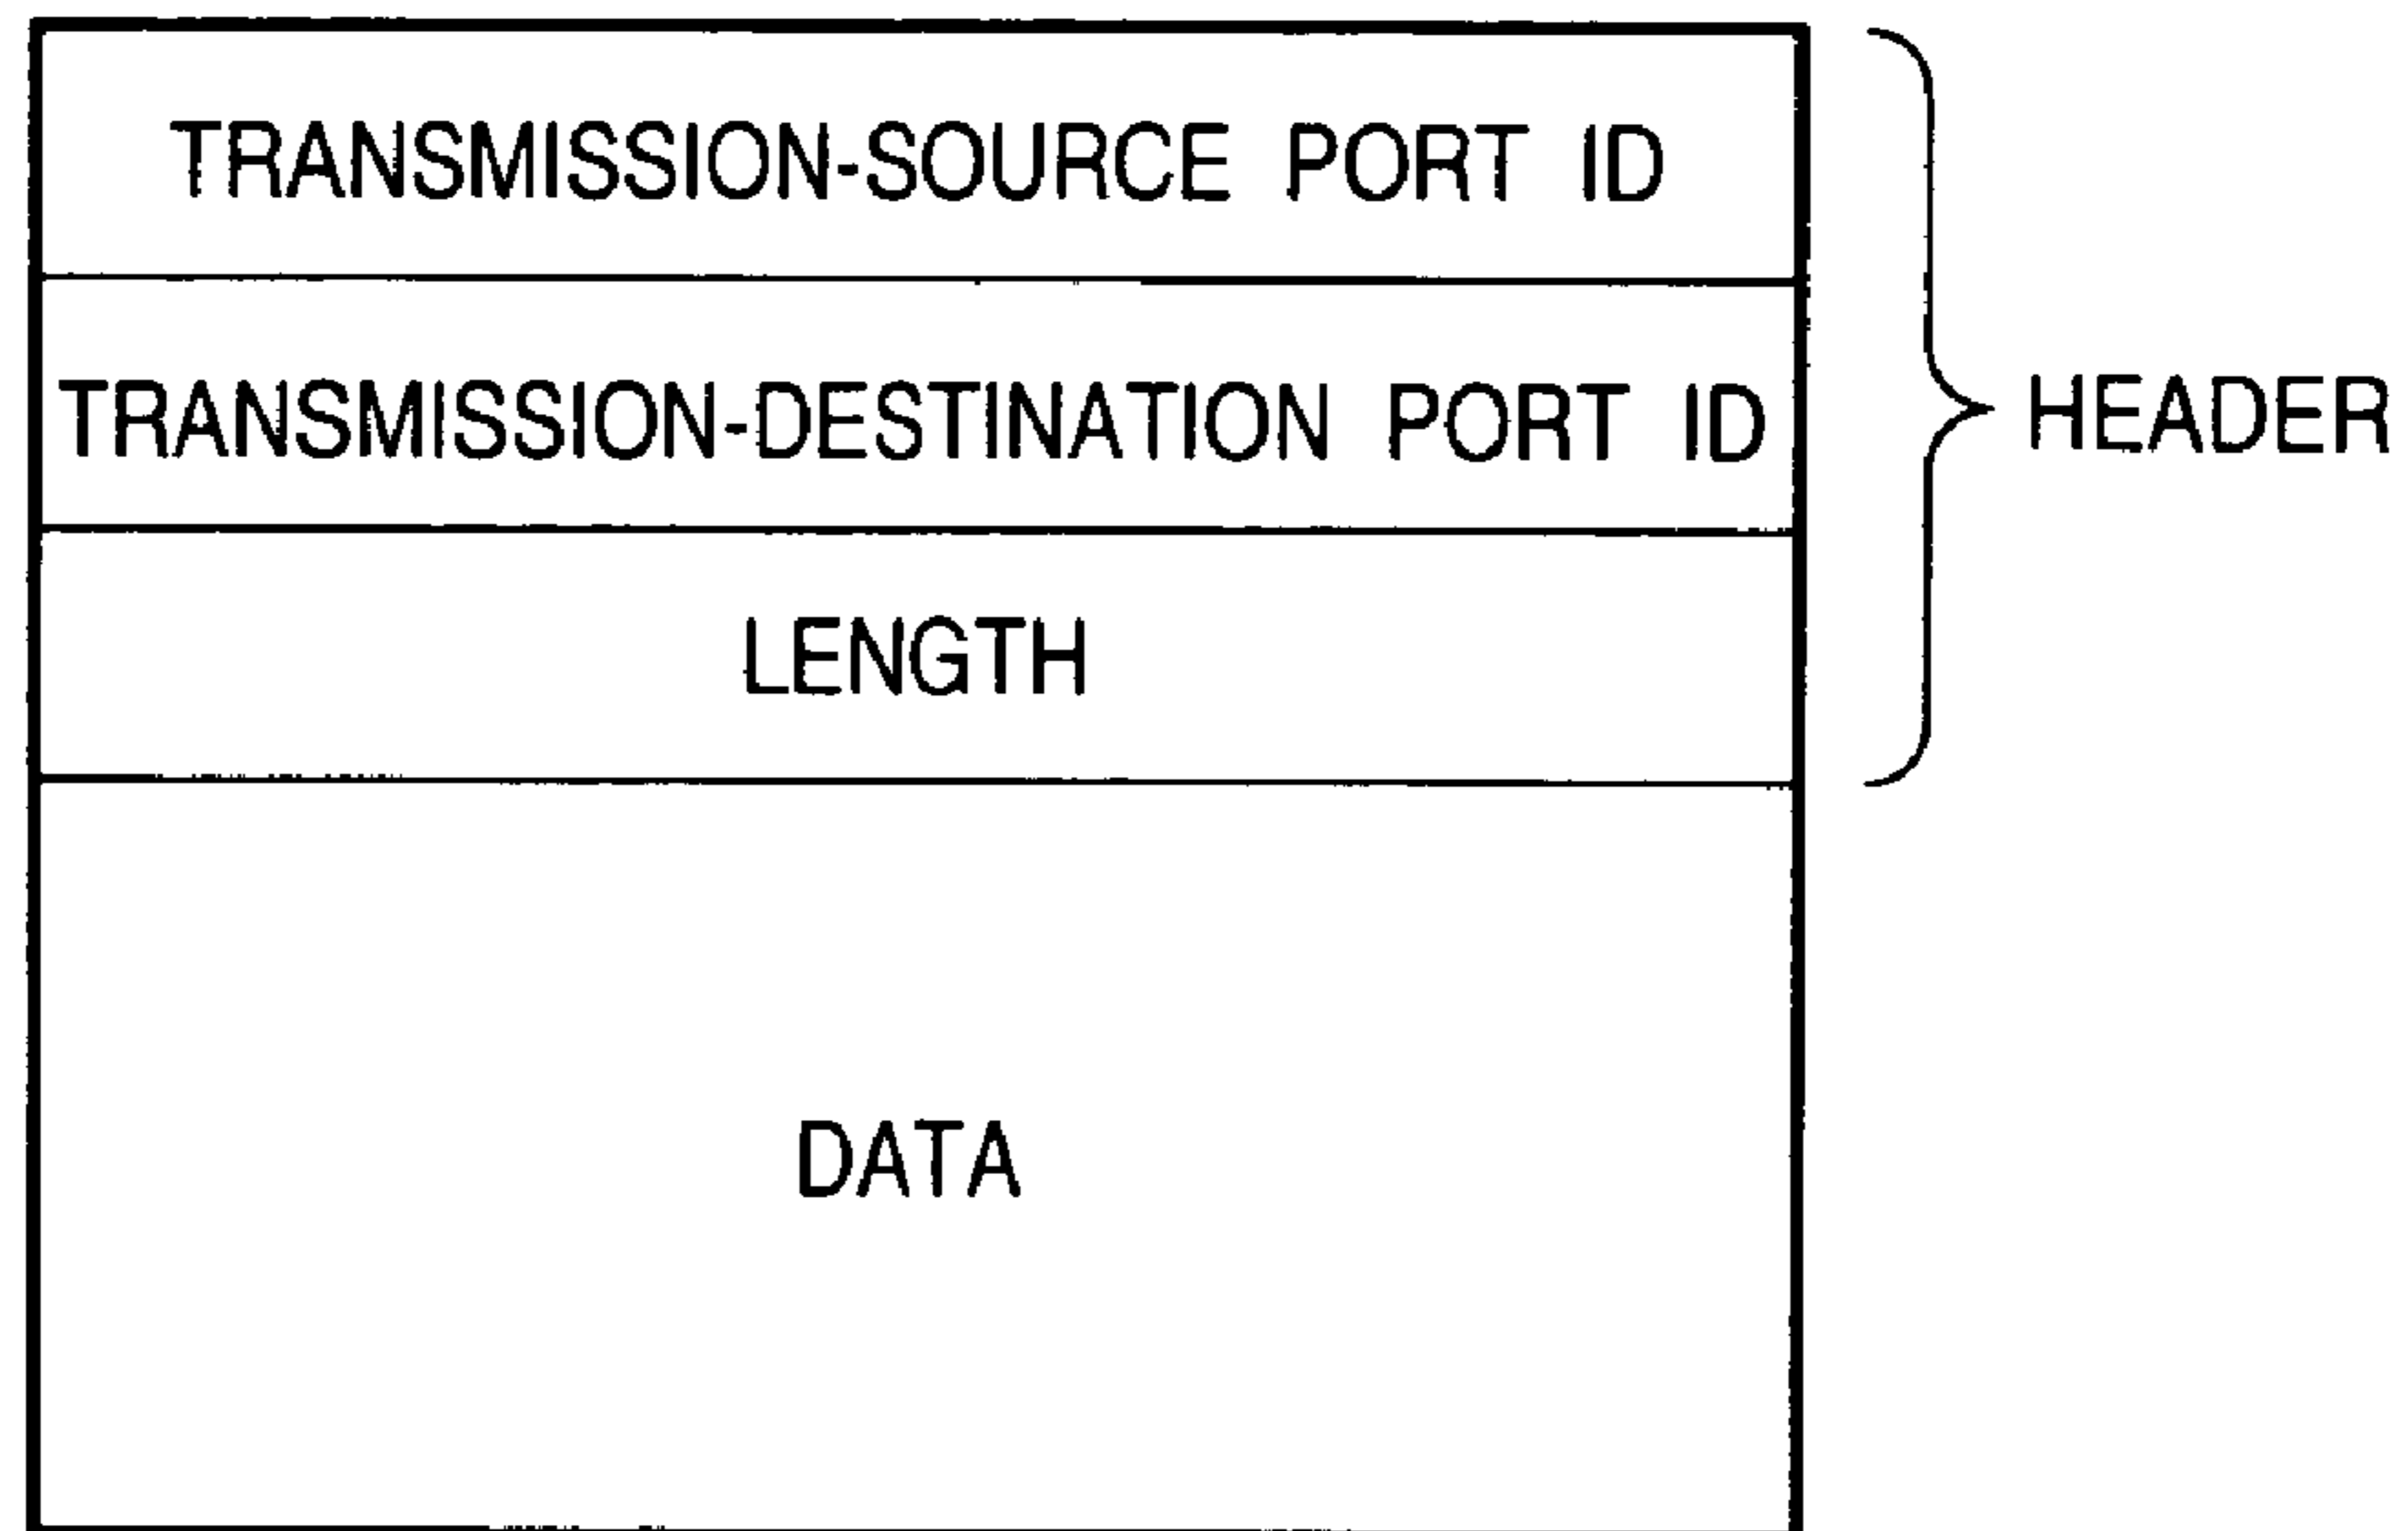 TRANSMISSION-SOURCE PORT ID
TRANSMISSION-DESTINATION PORT ID
HEADER
LENGTH
DATA